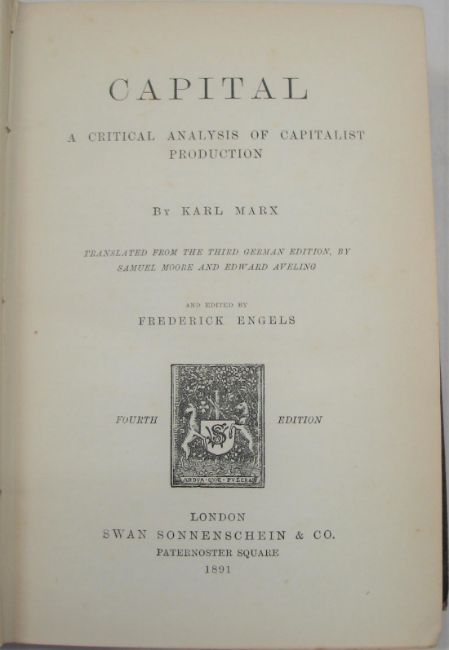 CAPITAL
A CRITICAL ANALYSIS OF CAPITALIST
PRODUCTION
BY KARL MARX
TRANSLATED FROM THE THIRD GERMAN EDITION, BY
SAMUEL MOORE AND EDWARD AVELING
AND EDITED BY
FREDERICK ENGELS
FOURTH EDITION
LONDON
SWAN SONNENSCHEIN & CO.
PATERNOSTER SQUARE
1891